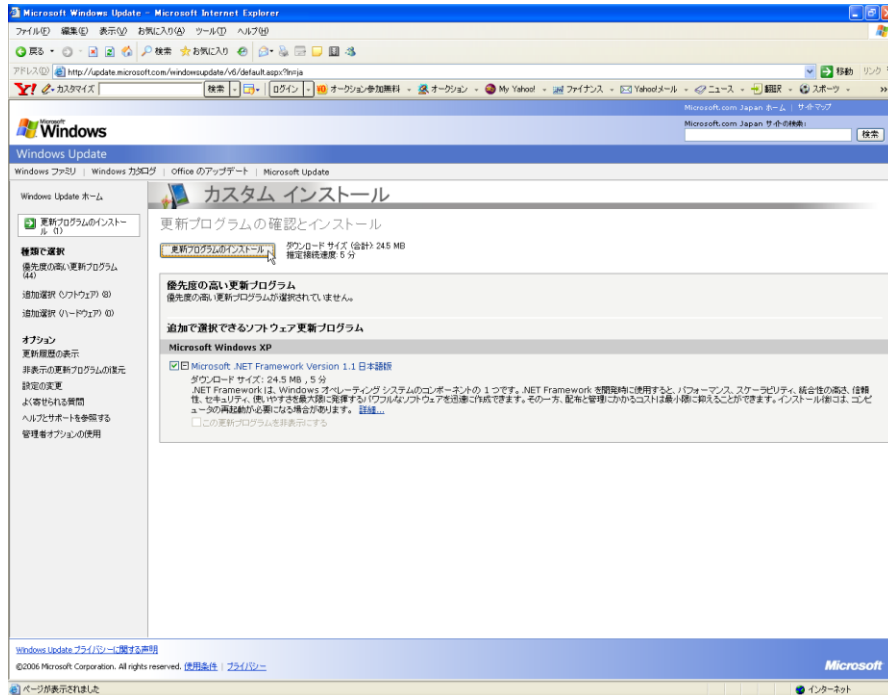 Microsoft Windows Update - Microsoft Internet Explorer
ファイル(F) 編集(E) 表示(V) お気に入り(A) ツール(T) ヘルプ(H)
戻る 検索 お気に入り
アドレス(D) http://update.microsoft.com/windowsupdate/v6/default.aspx?ln=ja 移動 リンク
Y! カスタマイズ 検索 ログイン オークション参加無料 オークション My Yahoo! ファイナンス Yahoo!メール ニュース 翻訳 スポーツ »
Microsoft.com Japan ホーム | サイトマップ
Microsoft Windows
Microsoft.com Japan サイトの検索:
検索
Windows Update
Windows ファミリ | Windows カタログ | Office のアップデート | Microsoft Update
Windows Update ホーム
更新プログラムのインストー
ル (1)
種類で選択
優先度の高い更新プログラム
(44)
追加選択 (ソフトウェア) (8)
追加選択 (ハードウェア) (0)
オプション
更新履歴の表示
非表示の更新プログラムの復元
設定の変更
よく寄せられる質問
ヘルプとサポートを参照する
管理者オプションの使用
カスタム インストール
更新プログラムの確認とインストール
更新プログラムのインストール
ダウンロード サイズ (合計): 24.5 MB
推定接続速度: 5 分
優先度の高い更新プログラム
優先度の高い更新プログラムが選択されていません。
追加で選択できるソフトウェア更新プログラム
Microsoft Windows XP
Microsoft .NET Framework Version 1.1 日本語版
ダウンロード サイズ: 24.5 MB , 5 分
.NET Framework は、Windows オペレーティング システムのコンポーネントの 1 つです。.NET Framework を開発時に使用すると、パフォーマンス、スケーラビリティ、統合性の高さ、信頼
性、セキュリティ、使いやすさを最大限に発揮するパワフルなソフトウェアを迅速に作成できます。その一方、配布と管理にかかるコストは最小限に抑えることができます。インストール後には、コンピ
ュータの再起動が必要になる場合があります。 詳細...
この更新プログラムを非表示にする
Windows Update プライバシーに関する声明
©2006 Microsoft Corporation. All rights reserved. 使用条件 | プライバシー
Microsoft
ページが表示されました インターネット